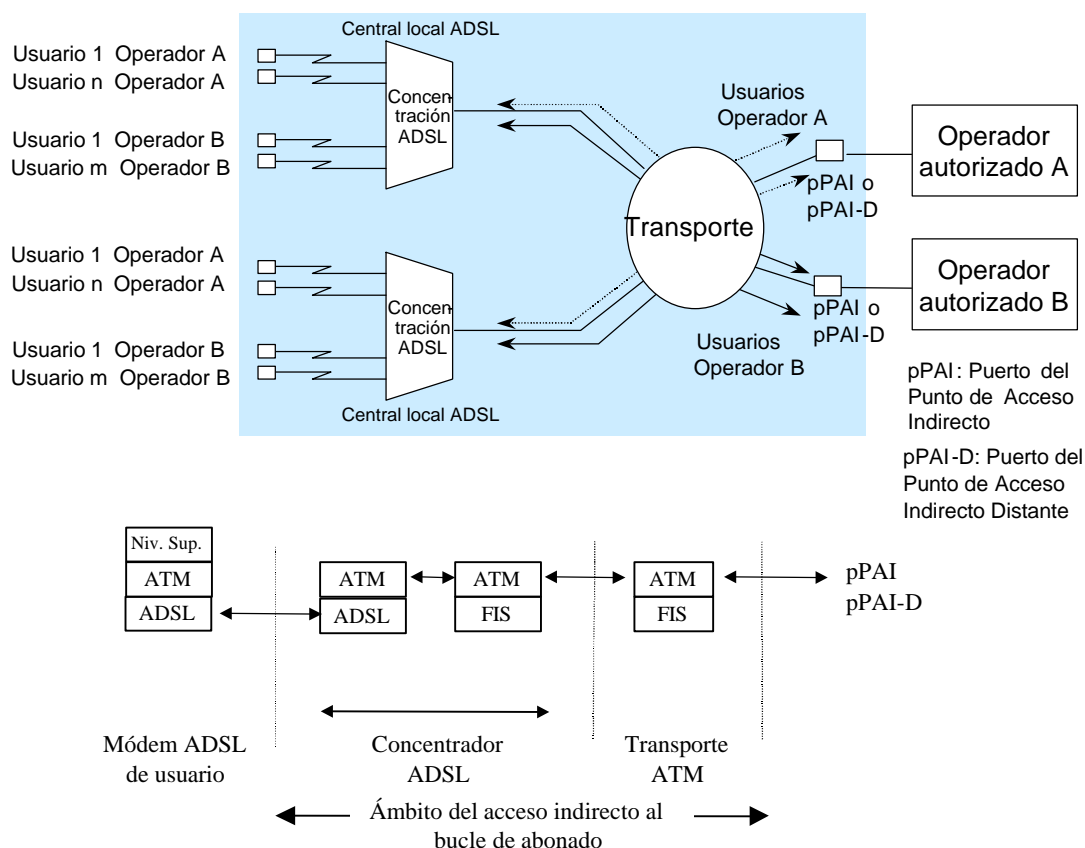 Central local ADSL
Usuario 1 Operador A
Usuario n Operador A
Usuario 1 Operador B
Usuario m Operador B
Concen-
tración
ADSL
Usuarios
Operador A
pPAI o
pPAI-D
Operador
autorizado A
Transporte
Usuario 1 Operador A
Usuario n Operador A
Usuario 1 Operador B
Usuario m Operador B
Concen-
tración
ADSL
Central local ADSL
Usuarios
Operador B
pPAI o
pPAI-D
Operador
autorizado B
pPAI: Puerto del
Punto de Acceso
Indirecto
pPAI-D: Puerto del
Punto de Acceso
Indirecto Distante
Niv. Sup.
ATM
ADSL
ATM
ADSL
ATM
FIS
ATM
FIS
pPAI
pPAI-D
Módem ADSL
de usuario
Concentrador
ADSL
Transporte
ATM
Ámbito del acceso indirecto al
bucle de abonado